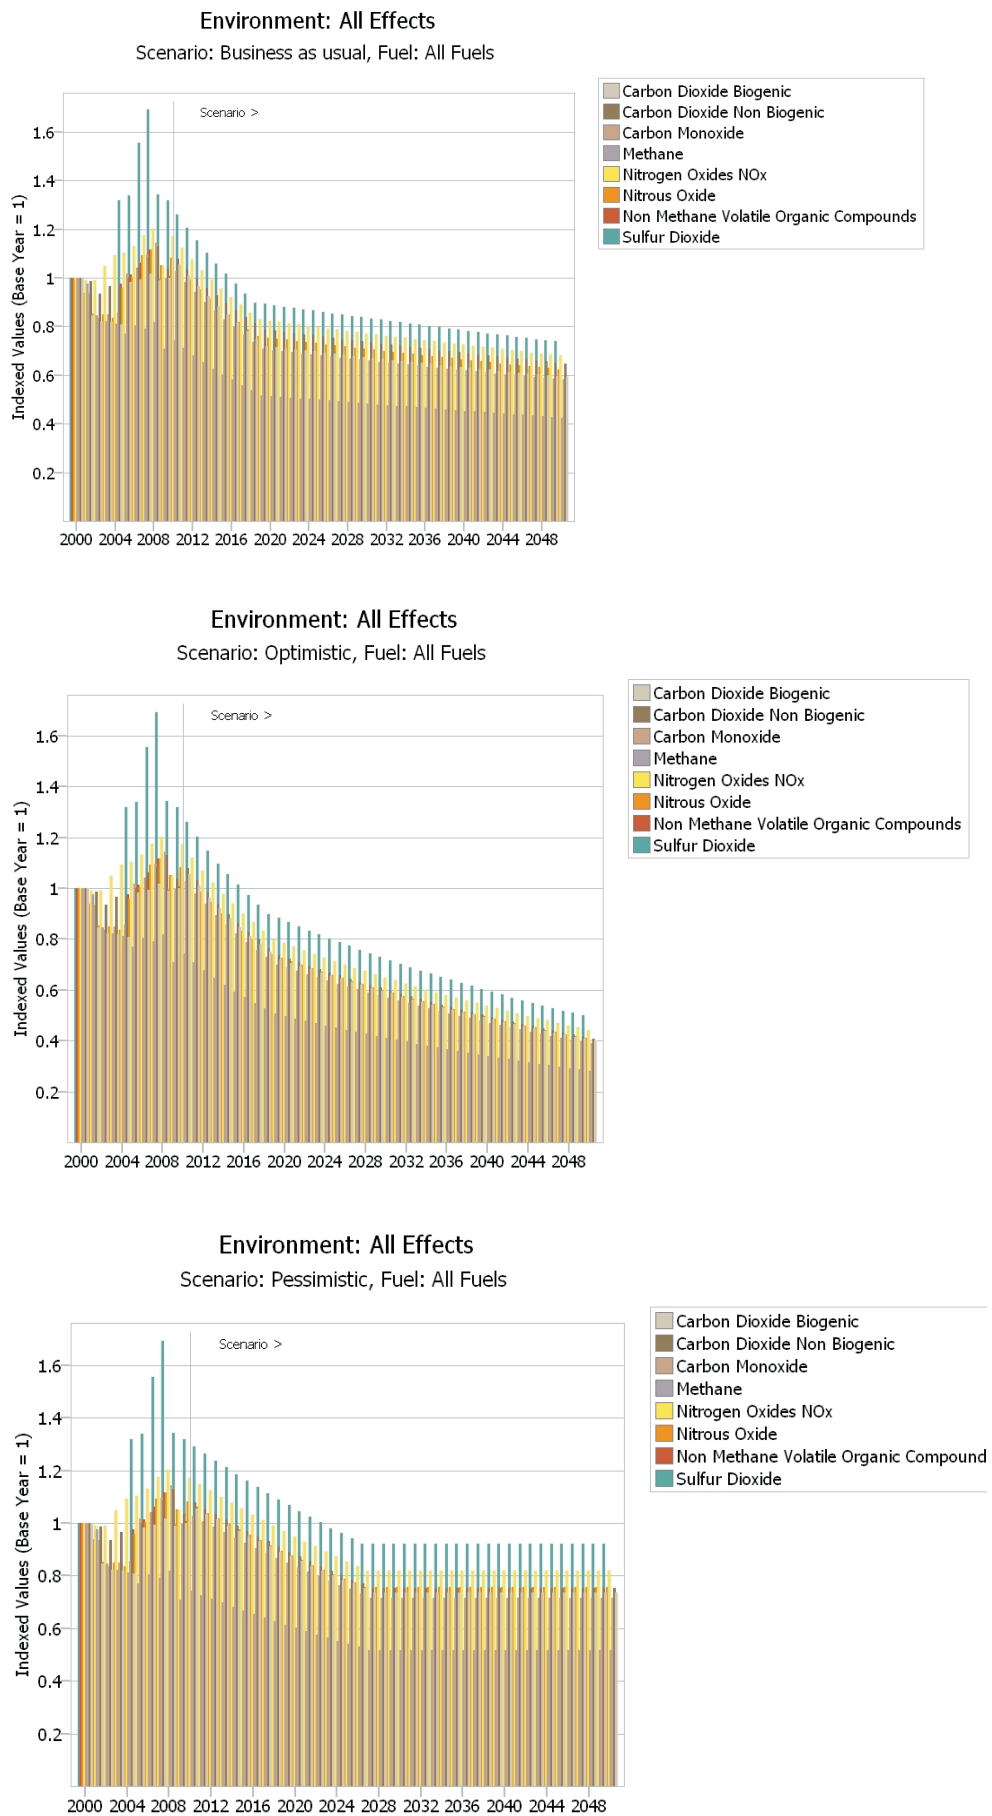 Environment: All Effects
Scenario: Business as usual, Fuel: All Fuels
Scenario >
Indexed Values (Base Year = 1)
1.6
1.4
1.2
1
0.8
0.6
0.4
0.2
2000 2004 2008 2012 2016 2020 2024 2028 2032 2036 2040 2044 2048
Carbon Dioxide Biogenic
Carbon Dioxide Non Biogenic
Carbon Monoxide
Methane
Nitrogen Oxides NOx
Nitrous Oxide
Non Methane Volatile Organic Compounds
Sulfur Dioxide
Environment: All Effects
Scenario: Optimistic, Fuel: All Fuels
Scenario >
Indexed Values (Base Year = 1)
1.6
1.4
1.2
1
0.8
0.6
0.4
0.2
2000 2004 2008 2012 2016 2020 2024 2028 2032 2036 2040 2044 2048
Carbon Dioxide Biogenic
Carbon Dioxide Non Biogenic
Carbon Monoxide
Methane
Nitrogen Oxides NOx
Nitrous Oxide
Non Methane Volatile Organic Compounds
Sulfur Dioxide
Environment: All Effects
Scenario: Pessimistic, Fuel: All Fuels
Scenario >
Indexed Values (Base Year = 1)
1.6
1.4
1.2
1
0.8
0.6
0.4
0.2
2000 2004 2008 2012 2016 2020 2024 2028 2032 2036 2040 2044 2048
Carbon Dioxide Biogenic
Carbon Dioxide Non Biogenic
Carbon Monoxide
Methane
Nitrogen Oxides NOx
Nitrous Oxide
Non Methane Volatile Organic Compound
Sulfur Dioxide